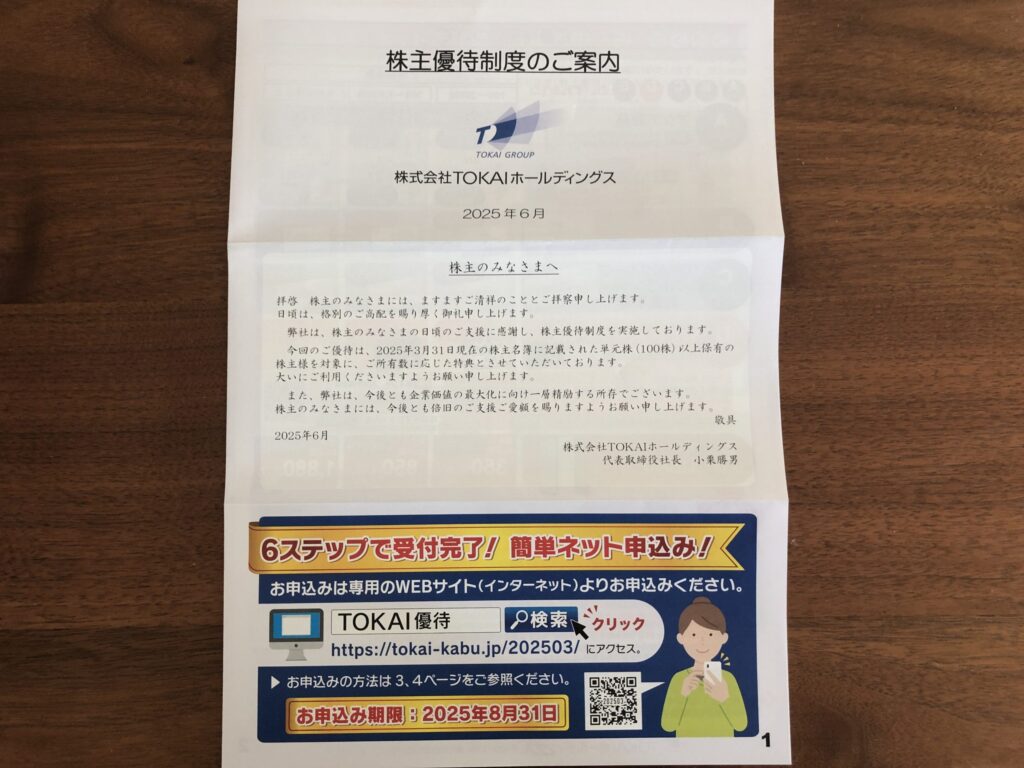 株主優待制度のご案内
T
TOKAI GROUP
株式会社TOKAIホールディングス
2025年6月
株主のみなさまへ
拝啓 株主のみなさまには、ますますご清祥のこととご拝察申し上げます。
日頃は、格別のご高配を賜り厚く御礼申し上げます。
弊社は、株主のみなさまの日頃のご支援に感謝し、株主優待制度を実施しております。
今回のご優待は、2025年3月31日現在の株主名簿に記載された単元株(100株)以上保有の
株主様を対象に、ご所有数に応じた特典とさせていただいております。
大いにご利用くださいますようお願い申し上げます。
また、弊社は、今後とも企業価値の最大化に向け一層精励する所存でございます。
株主のみなさまには、今後とも倍旧のご支援ご愛顧を賜りますようお願い申し上げます。
敬具
2025年6月
株式会社TOKAIホールディングス
代表取締役社長 小栗勝男
6ステップで受付完了! 簡単ネット申込み!
お申込みは専用のWEBサイト(インターネット)よりお申込みください。
TOKAI優待 検索 クリック
https://tokai-kabu.jp/202503/ にアクセス。
▶ お申込みの方法は3、4ページをご参照ください。
202503
お申込み期限:2025年8月31日
1